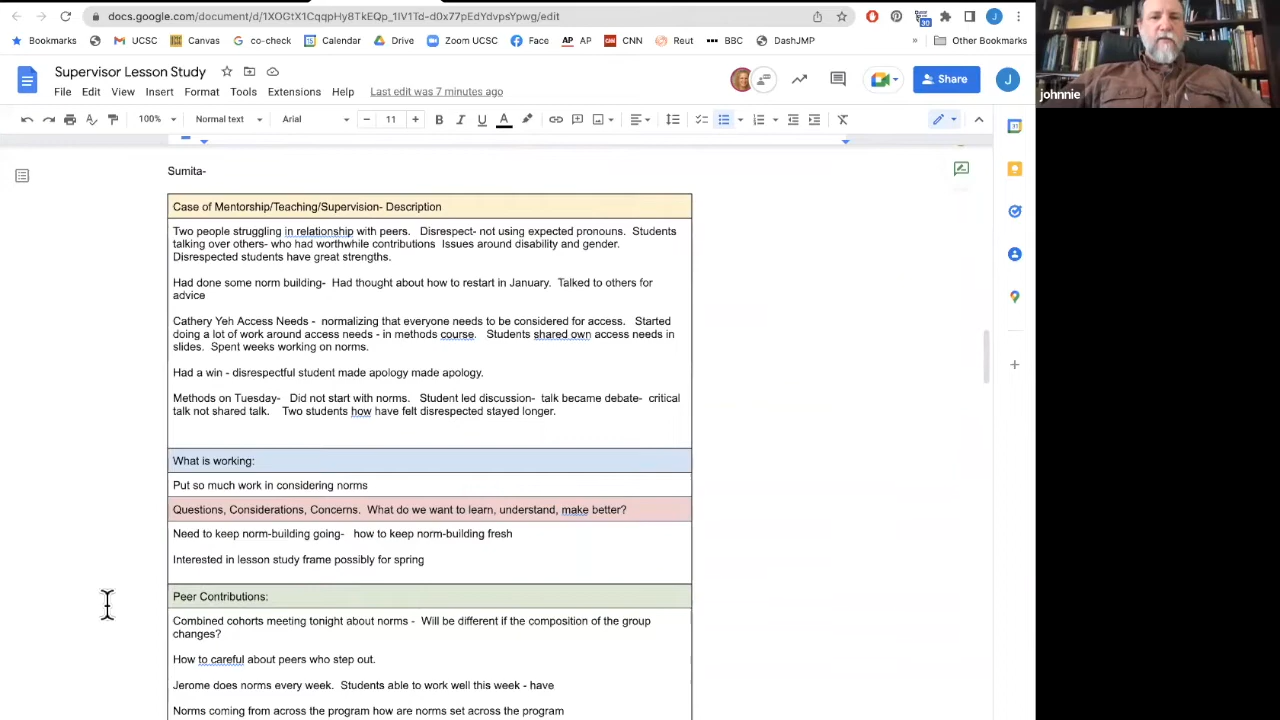 docs.google.com/document/d/1XOGtX1CqqpHy8TkEQp_1IV1Td-d0x77pEdYdvpsYpwg/edit
30
J
Bookmarks UCSC Canvas co-check Calendar Drive Zoom UCSC Face AP AP CNN Reut BBC DashJMP » Other Bookmarks
Supervisor Lesson Study
Share
J
johnnie
File Edit View Insert Format Tools Extensions Help Last edit was 7 minutes ago
100% Normal text Arial 11 B I U A
Sumita-
Case of Mentorship/Teaching/Supervision- Description
Two people struggling in relationship with peers. Disrespect- not using expected pronouns. Students
talking over others- who had worthwhile contributions Issues around disability and gender.
Disrespected students have great strengths.
Had done some norm building- Had thought about how to restart in January. Talked to others for
advice
Cathery Yeh Access Needs - normalizing that everyone needs to be considered for access. Started
doing a lot of work around access needs - in methods course. Students shared own access needs in
slides. Spent weeks working on norms.
Had a win - disrespectful student made apology made apology.
Methods on Tuesday- Did not start with norms. Student led discussion- talk became debate- critical
talk not shared talk. Two students how have felt disrespected stayed longer.
What is working:
Put so much work in considering norms
Questions, Considerations, Concerns. What do we want to learn, understand, make better?
Need to keep norm-building going- how to keep norm-building fresh
Interested in lesson study frame possibly for spring
Peer Contributions:
Combined cohorts meeting tonight about norms - Will be different if the composition of the group
changes?
How to careful about peers who step out.
Jerome does norms every week. Students able to work well this week - have
Norms coming from across the program how are norms set across the program